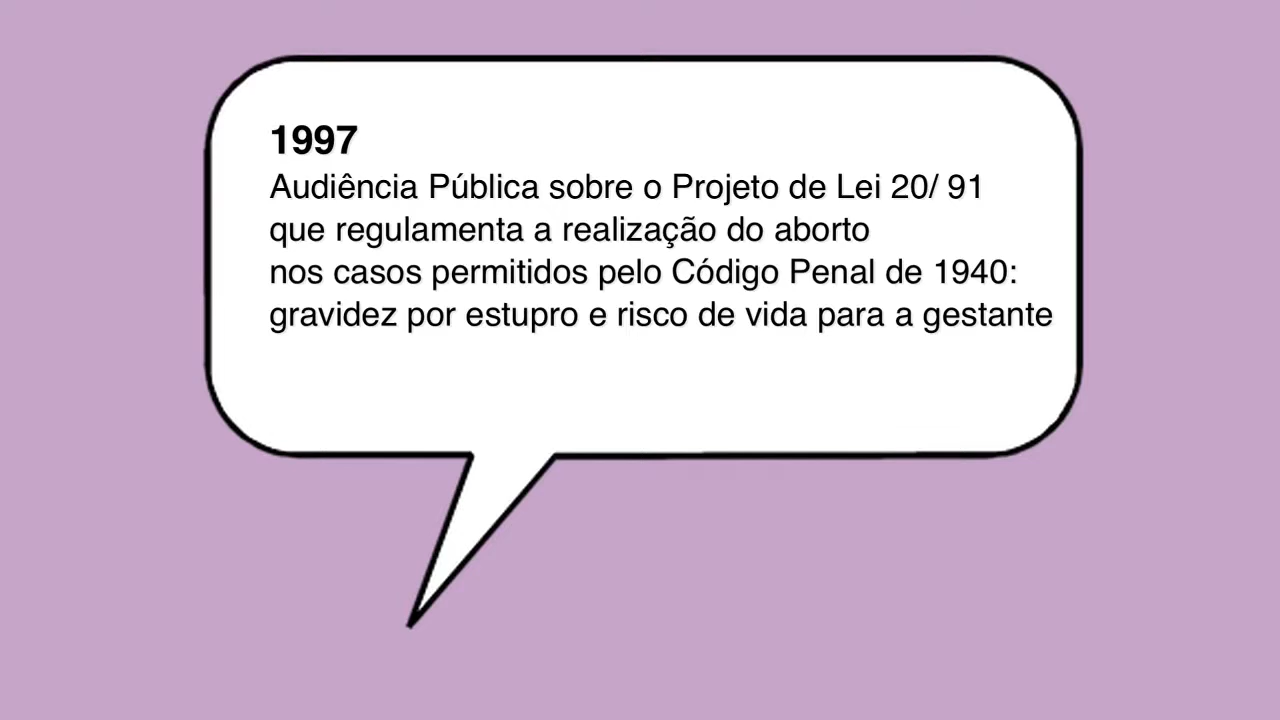 1997
Audiência Pública sobre o Projeto de Lei 20/ 91
que regulamenta a realização do aborto
nos casos permitidos pelo Código Penal de 1940:
gravidez por estupro e risco de vida para a gestante